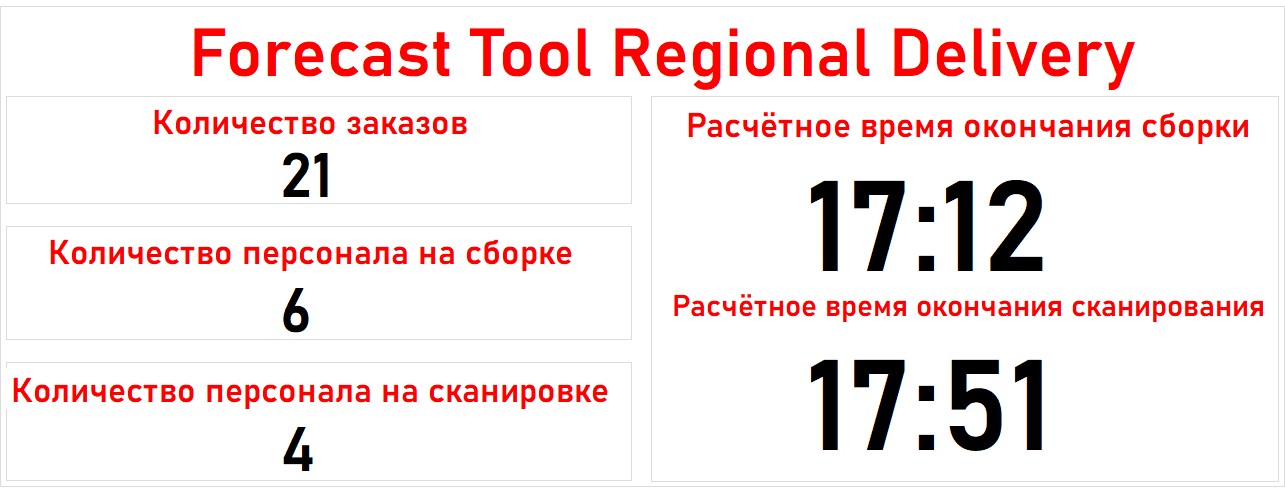 Forecast Tool Regional Delivery
Количество заказов
21
Количество персонала на сборке
6
Количество персонала на сканировке
4
Расчётное время окончания сборки
17:12
Расчётное время окончания сканирования
17:51